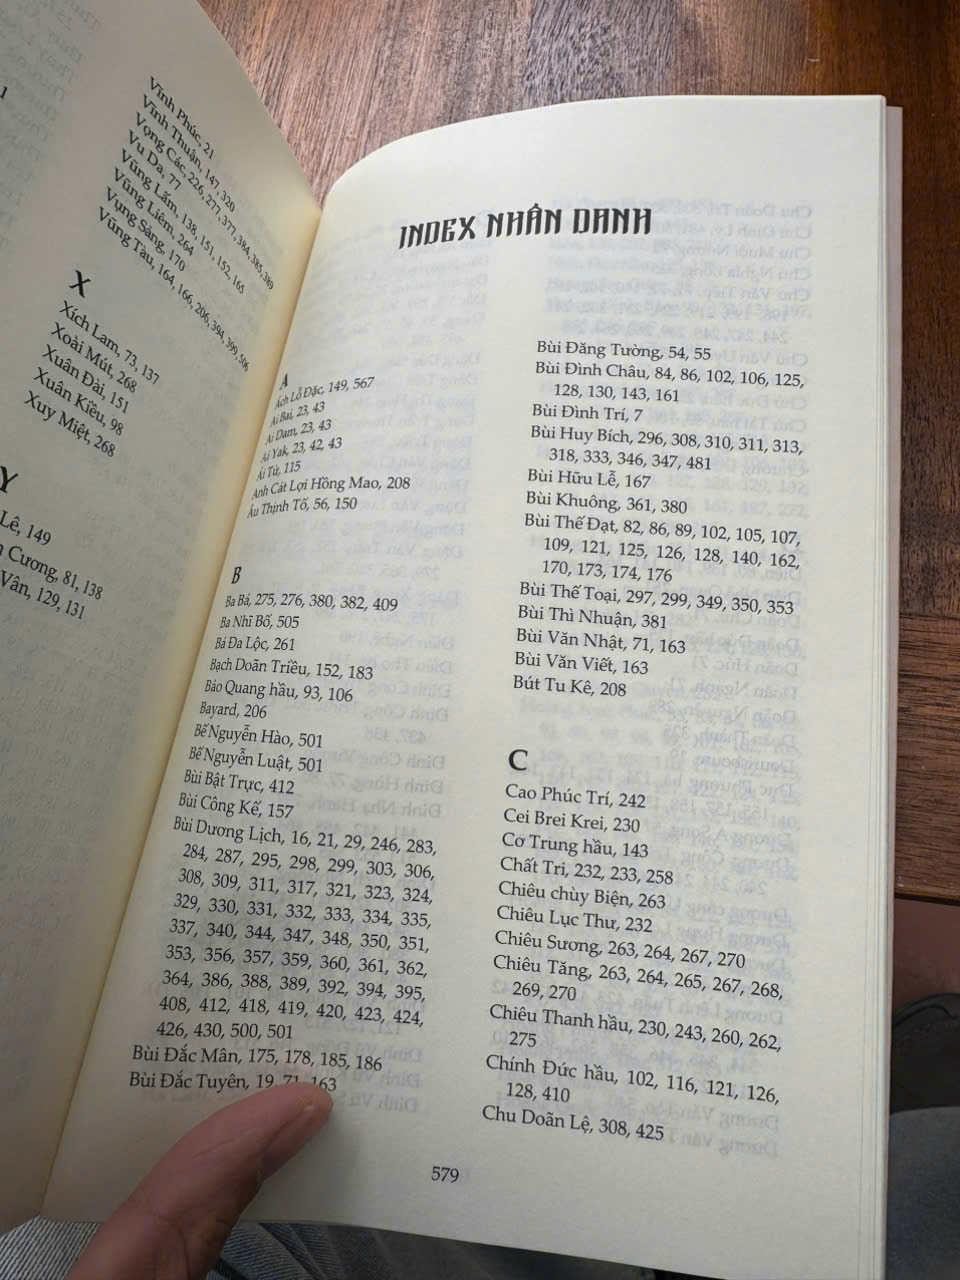 1
Vĩnh Phúc, 21
Vĩnh Thuận, 147, 320
Vọng Các, 226, 277, 377, 384, 385, 389
Vu Da, 77
Vũng Lấm, 138, 151, 152, 165
Vũng Liêm, 264
Vụng Sáng, 170
Vũng Tàu, 164, 166, 206, 394, 399, 506
X
Xích Lam, 73, 137
Xoài Mút, 268
Xuân Đài, 151
Xuân Kiều, 98
Xuy Miệt, 268
Y
Lê, 149
Cương, 81, 138
Vân, 129, 131
INDEX NHÂN DANH
A
Ách Lỗ Đặc, 149, 567
Ai Bai, 23, 43
Ai Dam, 23, 43
Ai Yak, 23, 42, 43
Ái Tử, 115
Anh Cát Lợi Hồng Mao, 208
Âu Thịnh Tố, 56, 150
B
Ba Bá, 275, 276, 380, 382, 409
Ba Nhĩ Bố, 505
Bá Đa Lộc, 261
Bạch Doãn Triều, 152, 183
Bảo Quang hầu, 93, 106
Bayard, 206
Bế Nguyễn Hào, 501
Bế Nguyễn Luật, 501
Bùi Bật Trực, 412
Bùi Công Kế, 157
Bùi Dương Lịch, 16, 21, 29, 246, 283,
284, 287, 295, 298, 299, 303, 306,
308, 309, 311, 317, 321, 323, 324,
329, 330, 331, 332, 333, 334, 335,
337, 340, 344, 347, 348, 350, 351,
353, 356, 357, 359, 360, 361, 362,
364, 386, 388, 389, 392, 394, 395,
408, 412, 418, 419, 420, 423, 424,
426, 430, 500, 501
Bùi Đắc Mân, 175, 178, 185, 186
Bùi Đắc Tuyên, 19, 71, 163
Bùi Đăng Tường, 54, 55
Bùi Đình Châu, 84, 86, 102, 106, 125,
128, 130, 143, 161
Bùi Đình Trí, 7
Bùi Huy Bích, 296, 308, 310, 311, 313,
318, 333, 346, 347, 481
Bùi Hữu Lễ, 167
Bùi Khuông, 361, 380
Bùi Thế Đạt, 82, 86, 89, 102, 105, 107,
109, 121, 125, 126, 128, 140, 162,
170, 173, 174, 176
Bùi Thế Toại, 297, 299, 349, 350, 353
Bùi Thì Nhuận, 381
Bùi Văn Nhật, 71, 163
Bùi Văn Viết, 163
Bút Tu Kê, 208
C
Cao Phúc Trí, 242
Cei Brei Krei, 230
Cơ Trung hầu, 143
Chất Tri, 232, 233, 258
Chiêu chùy Biện, 263
Chiêu Lục Thư, 232
Chiêu Sương, 263, 264, 267, 270
Chiêu Tăng, 263, 264, 265, 267, 268,
269, 270
Chiêu Thanh hầu, 230, 243, 260, 262,
275
Chính Đức hầu, 102, 116, 121, 126,
128, 410
Chu Doãn Lệ, 308, 425
579